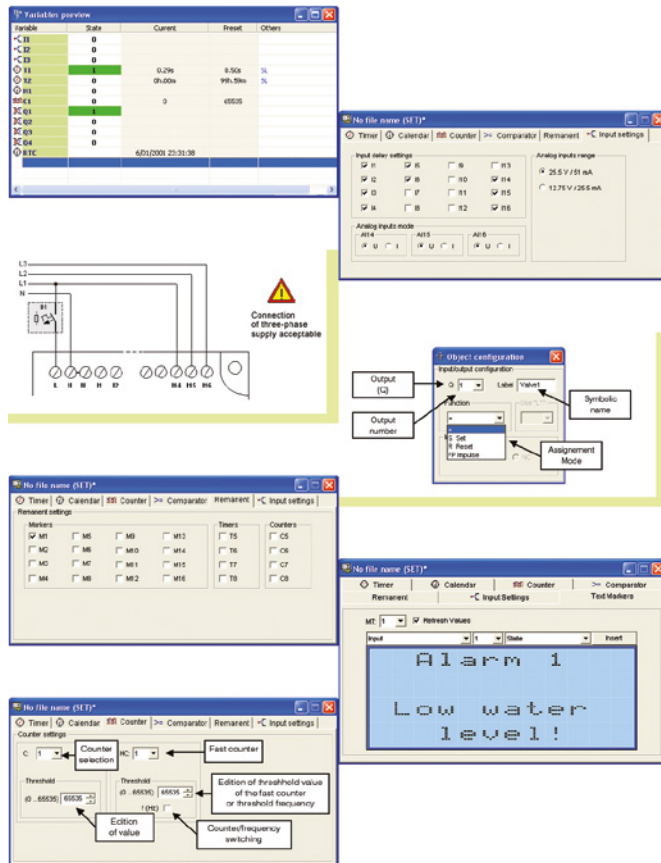 Variables preview
Variable State Current Preset Others
I1 0
I2 0
I3 0
T1 1 0.29s 8.50s
T2 0 0h.00m 99h.59m
H1 0
C1 0 0 65535
Q1 1
Q2 0
Q3 0
Q4 0
RTC 6/01/2001 23:31:38
No file name (SET)*
Timer Calendar Counter Comparator Remanent Input settings
Input delay settings Analog inputs range
I1 I5 I9 I13 25.5 V / 51 mA
I2 I6 I10 I14 12.75 V / 25.5 mA
I3 I7 I11 I15
I4 I8 I12 I16
Analog inputs mode
AI14 AI15 AI16
U I U I U I
L3
L2
L1
N
Connection
of three-phase
supply acceptable
Object configuration
Input/output configuration
Output
(Q)
Q 1 Label Valve1
Function
Symbolic
name
Output
number
=
S Set
R Reset
FP Impulse
Assignement
Mode
No file name (SET)*
Timer Calendar Counter Comparator Remanent Input settings
Remanent settings
Markers Timers Counters
M1 M5 M9 M13 T5 C5
M2 M6 M10 M14 T6 C6
M3 M7 M11 M15 T7 C7
M4 M8 M12 M16 T8 C8
No file name (SET)*
Timer Calendar Counter Comparator
Remanent Input Settings Text Markers
MT: 1 Refresh Values
Input 1 State Insert
Alarm 1
Low water
level!
No file name (SET)*
Timer Calendar Counter Comparator Remanent Input settings
Counter settings
C: 1 Counter
selection
HC: 1 Fast counter
Threshold Threshold
(0 ...65535) 65535 (0 ...65535) 65535
f (Hz)
Edition of threshhold value
of the fast counter
or threshold frequency
Edition
of value
Counter/frequency
switching